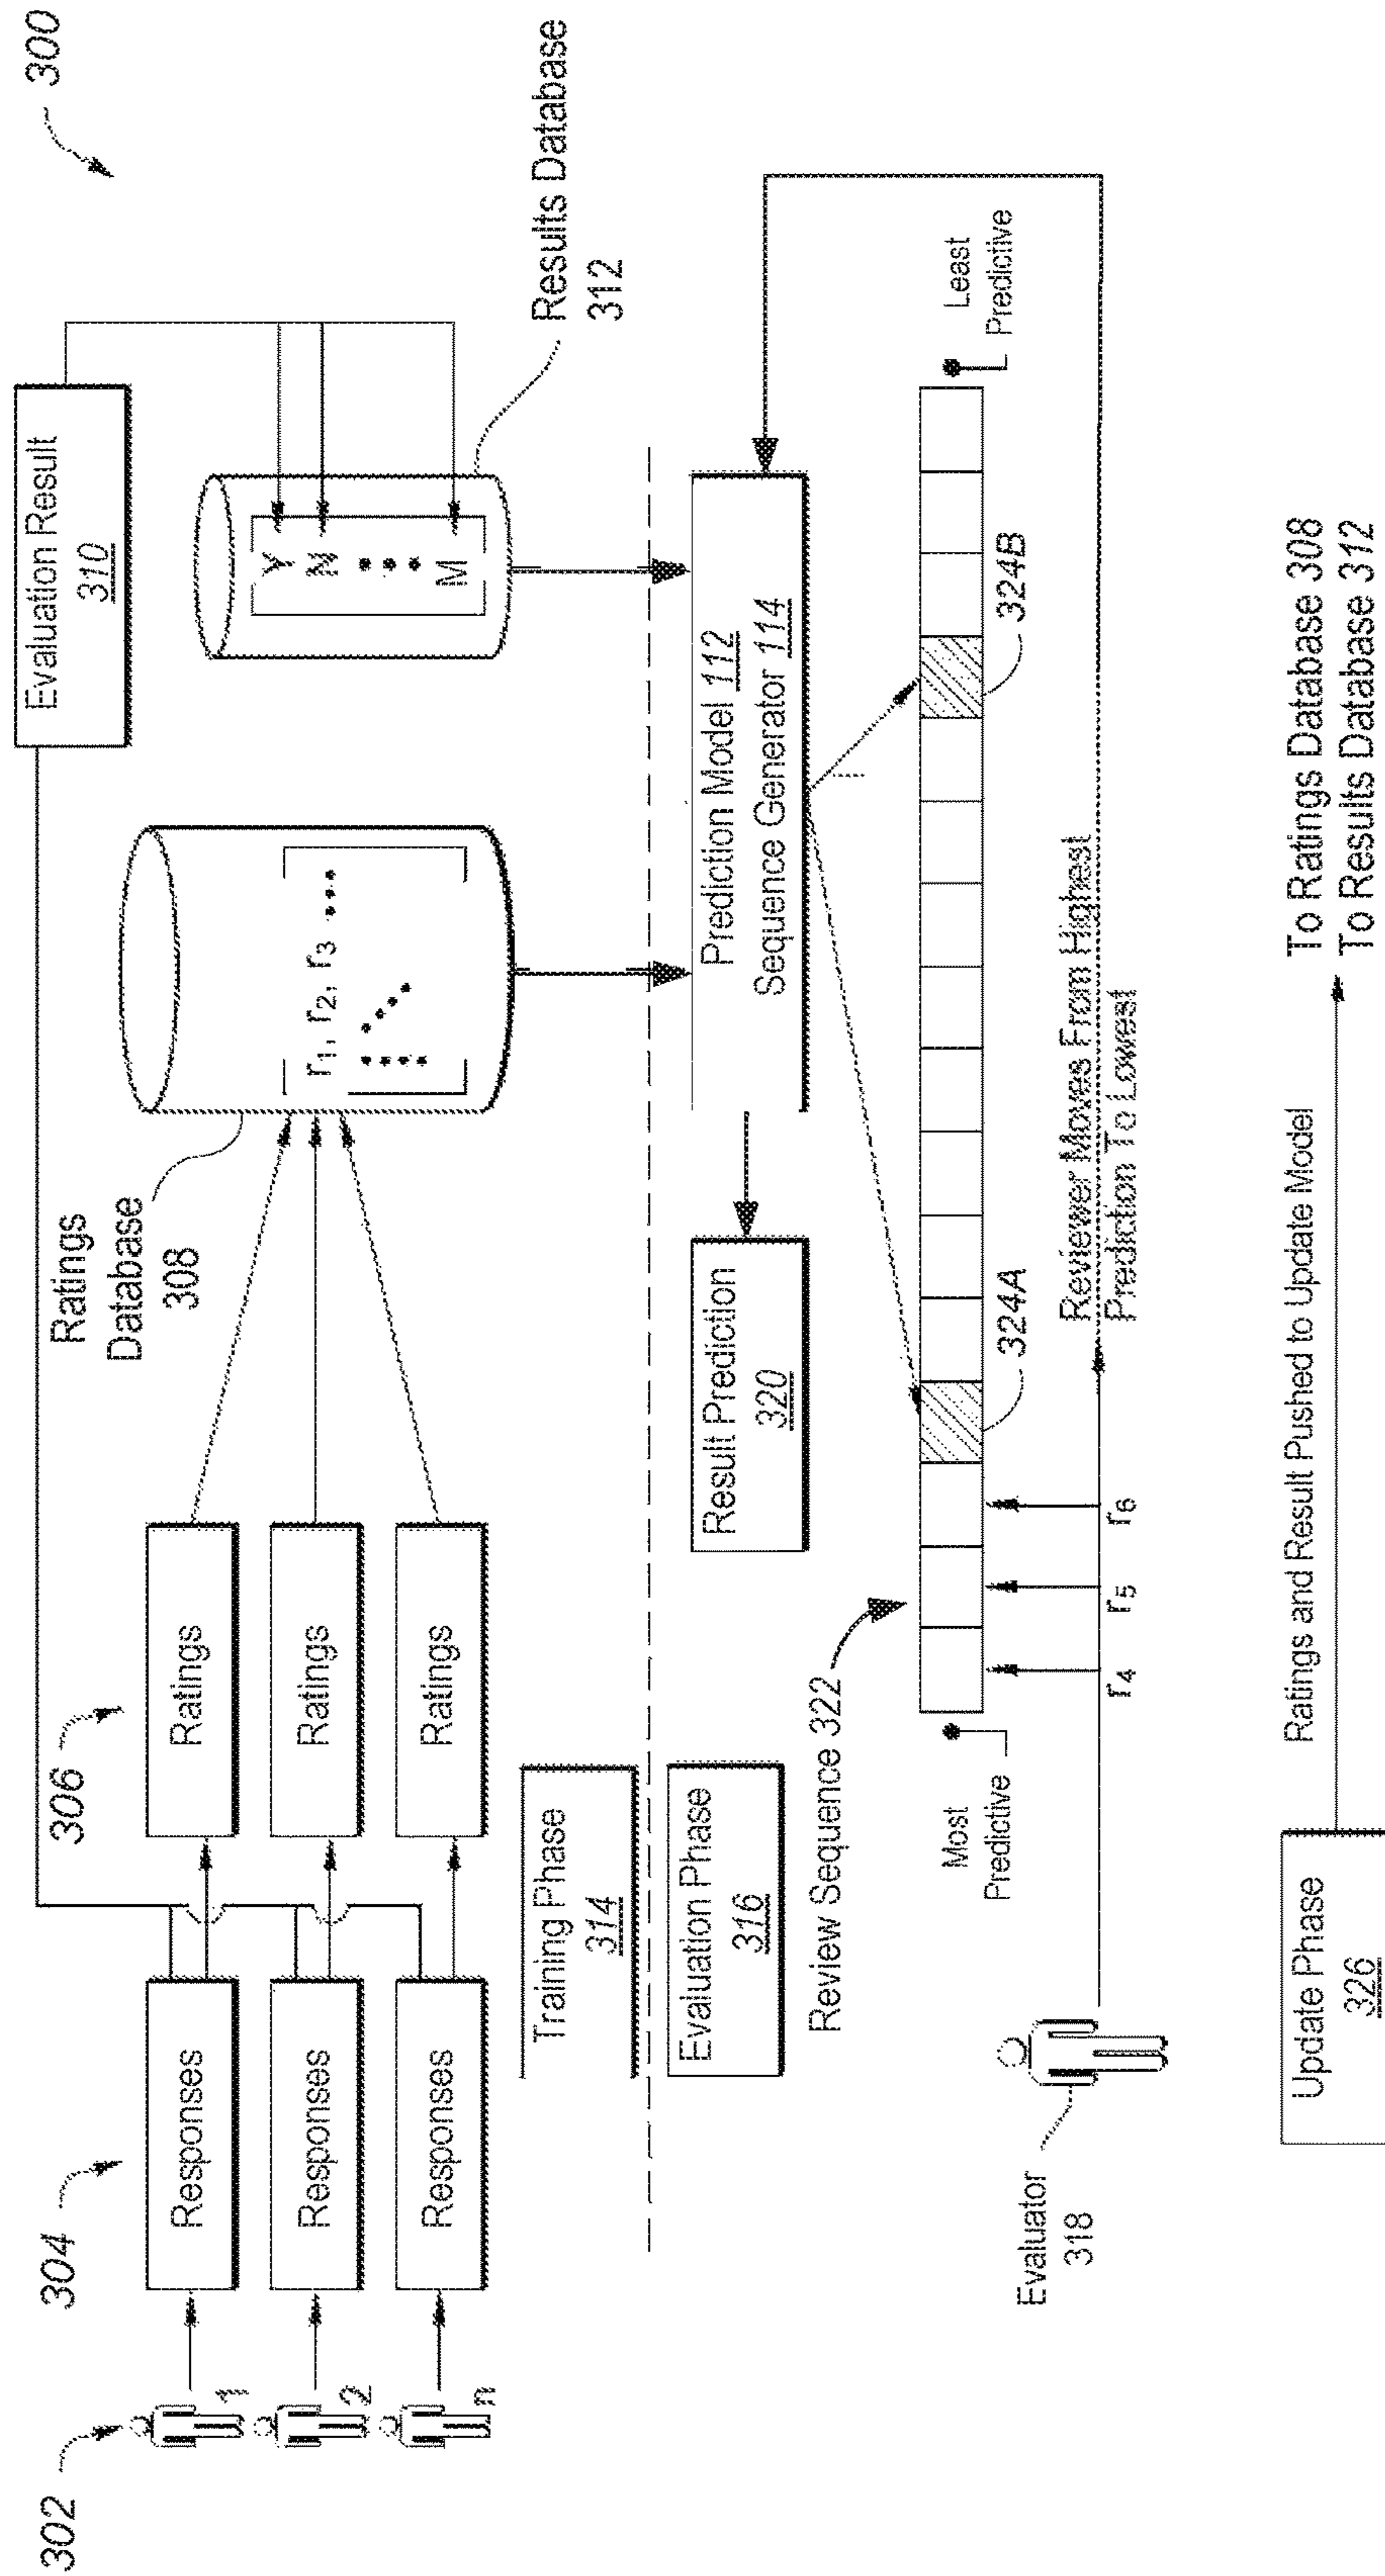 300
302
304
306
1
2
n
Responses
Responses
Responses
Ratings
Ratings
Ratings
Ratings
Database
308
r1, r2, r3
Evaluation Result
310
Y
N
M
Results Database
312
Training Phase
314
Evaluation Phase
316
Result Prediction
320
Prediction Model 112
Sequence Generator 114
Review Sequence 322
Most
Predictive
Least
Predictive
324A
324B
r4
r5
r6
Reviewer Moves From Highest
Prediction To Lowest
Evaluator
318
Update Phase
326
Ratings and Result Pushed to Update Model
To Ratings Database 308
To Results Database 312